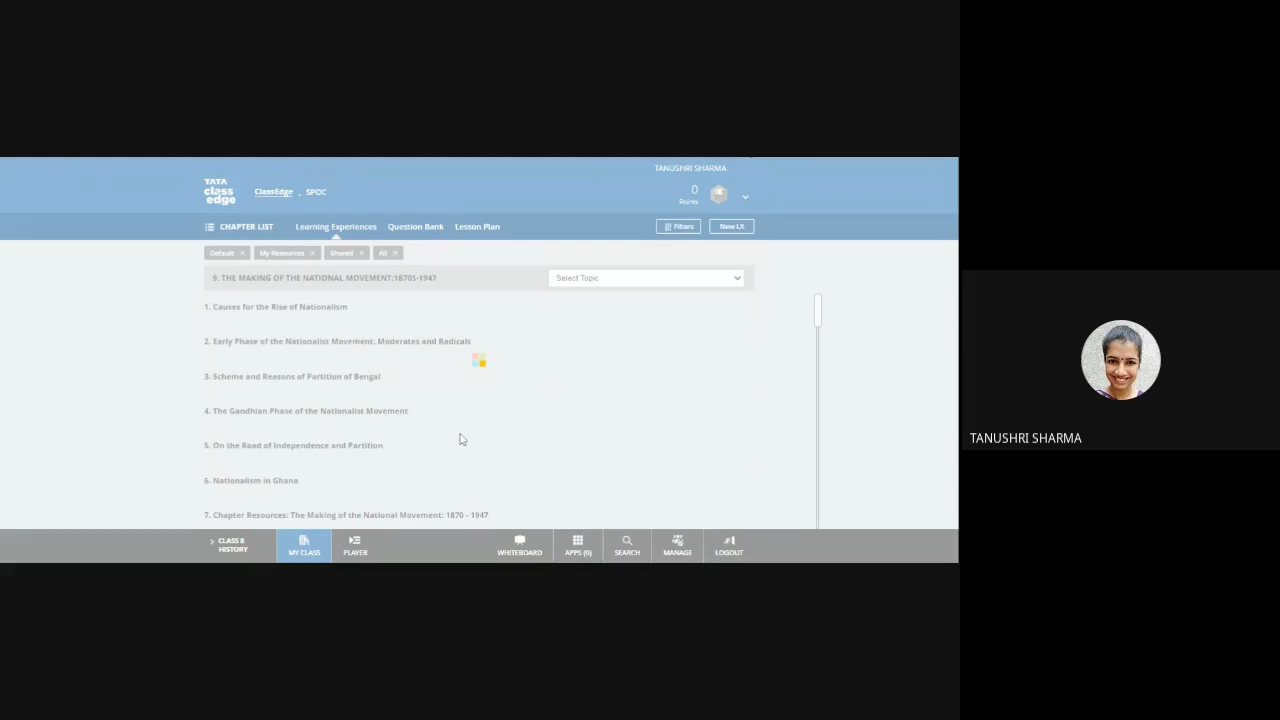 TANUSHRI SHARMA
TATA
class
edge
ClassEdge . SPOC
0
Points
CHAPTER LIST Learning Experiences Question Bank Lesson Plan Filters New LX
Default × My Resources × Shared × All ×
9. THE MAKING OF THE NATIONAL MOVEMENT:1870S-1947 Select Topic
1. Causes for the Rise of Nationalism
2. Early Phase of the Nationalist Movement: Moderates and Radicals
3. Scheme and Reasons of Partition of Bengal
4. The Gandhian Phase of the Nationalist Movement
5. On the Road of Independence and Partition
6. Nationalism in Ghana
7. Chapter Resources: The Making of the National Movement: 1870 - 1947
CLASS 8
HISTORY
MY CLASS PLAYER WHITEBOARD APPS (0) SEARCH MANAGE LOGOUT
TANUSHRI SHARMA